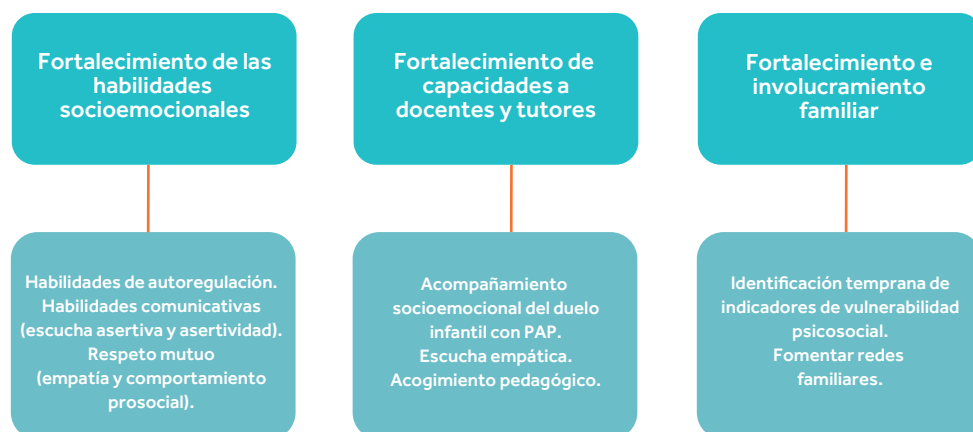 Fortalecimiento de las
habilidades
socioemocionales
Habilidades de autoregulación.
Habilidades comunicativas
(escucha asertiva y asertividad).
Respeto mutuo
(empatía y comportamiento
prosocial).
Fortalecimiento de
capacidades a
docentes y tutores
Acompañamiento
socioemocional del duelo
infantil con PAP.
Escucha empática.
Acogimiento pedagógico.
Fortalecimiento e
involucramiento
familiar
Identificación temprana de
indicadores de vulnerabilidad
psicosocial.
Fomentar redes
familiares.